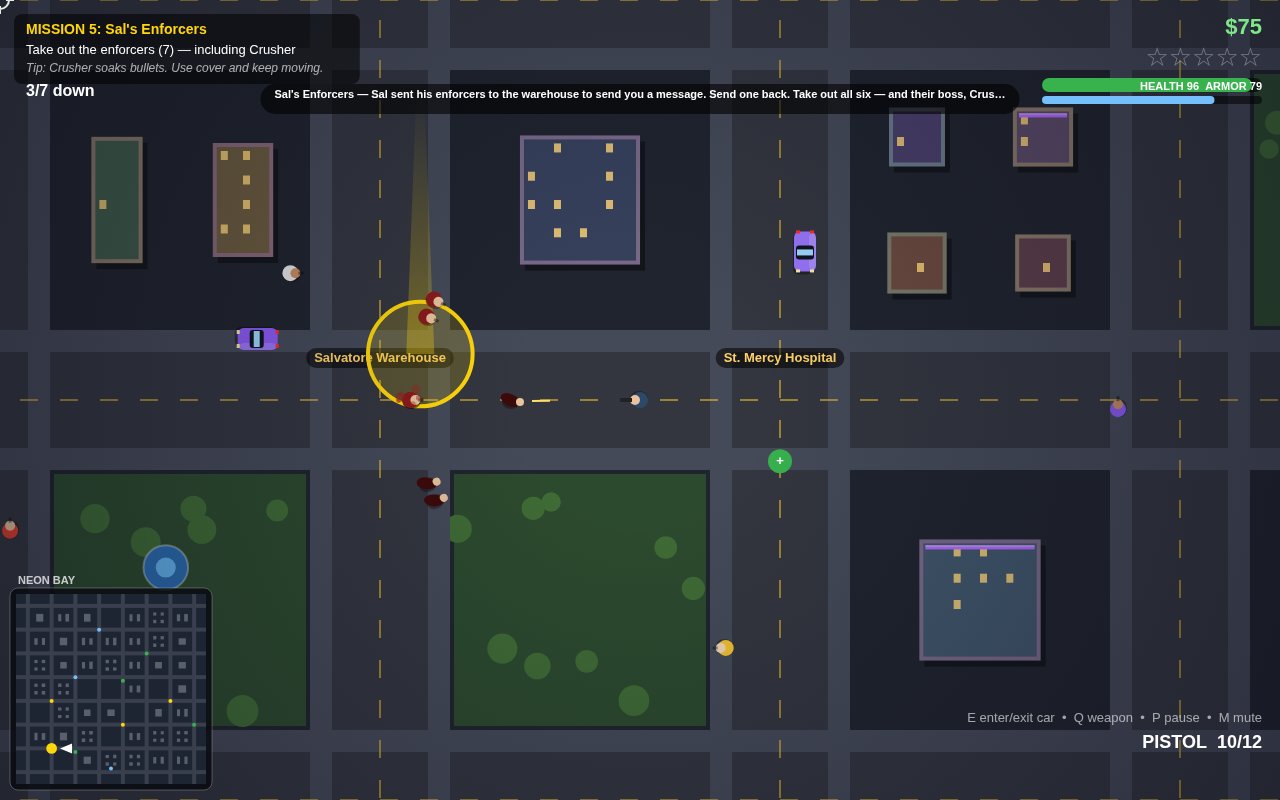 MISSION 5: Sal's Enforcers
Take out the enforcers (7) — including Crusher
Tip: Crusher soaks bullets. Use cover and keep moving.
3/7 down
Sal's Enforcers — Sal sent his enforcers to the warehouse to send you a message. Send one back. Take out all six — and their boss, Crus…
$75
☆☆☆☆☆
HEALTH 96 ARMOR 79
Salvatore Warehouse
St. Mercy Hospital
+
NEON BAY
E enter/exit car • Q weapon • P pause • M mute
PISTOL 10/12